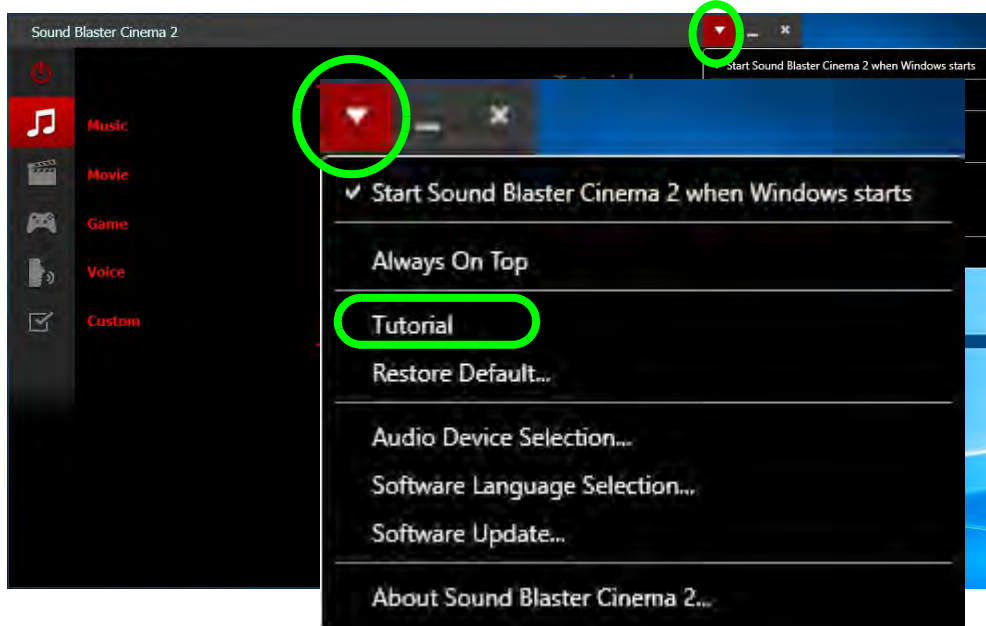 Sound Blaster Cinema 2
Start Sound Blaster Cinema 2 when Windows starts
Music
Movie
Game
Voice
Custom
Start Sound Blaster Cinema 2 when Windows starts
Always On Top
Tutorial
Restore Default...
Audio Device Selection...
Software Language Selection...
Software Update...
About Sound Blaster Cinema 2...